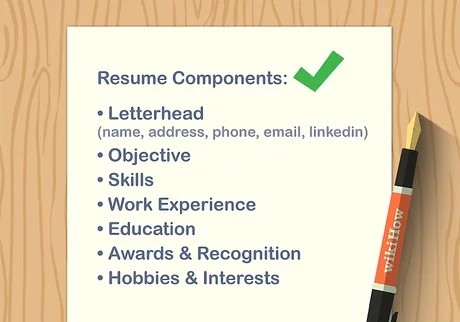 Resume Components:
• Letterhead
(name, address, phone, email, linkedin)
• Objective
• Skills
• Work Experience
• Education
• Awards & Recognition
• Hobbies & Interests
wikiHow